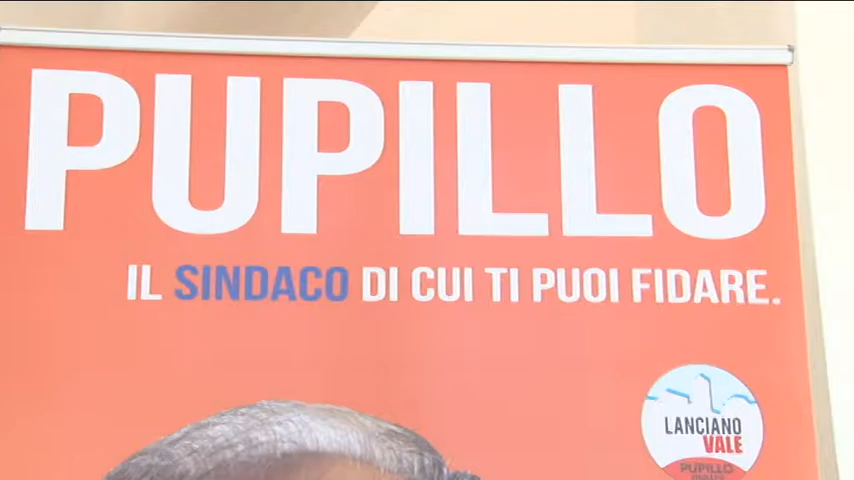 PUPILLO
IL SINDACO DI CUI TI PUOI FIDARE.
LANCIANO
VALE
PUPILLO